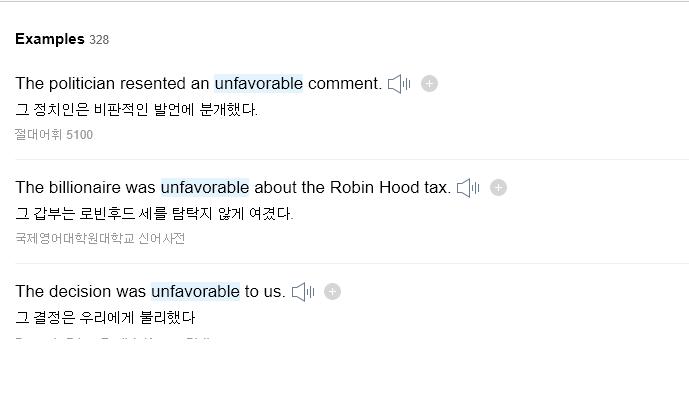 Examples 328
The politician resented an unfavorable comment.
그 정치인은 비판적인 발언에 분개했다.
절대어휘 5100
The billionaire was unfavorable about the Robin Hood tax.
그 갑부는 로빈후드 세를 탐탁지 않게 여겼다.
국제영어대학원대학교 신어사전
The decision was unfavorable to us.
그 결정은 우리에게 불리했다